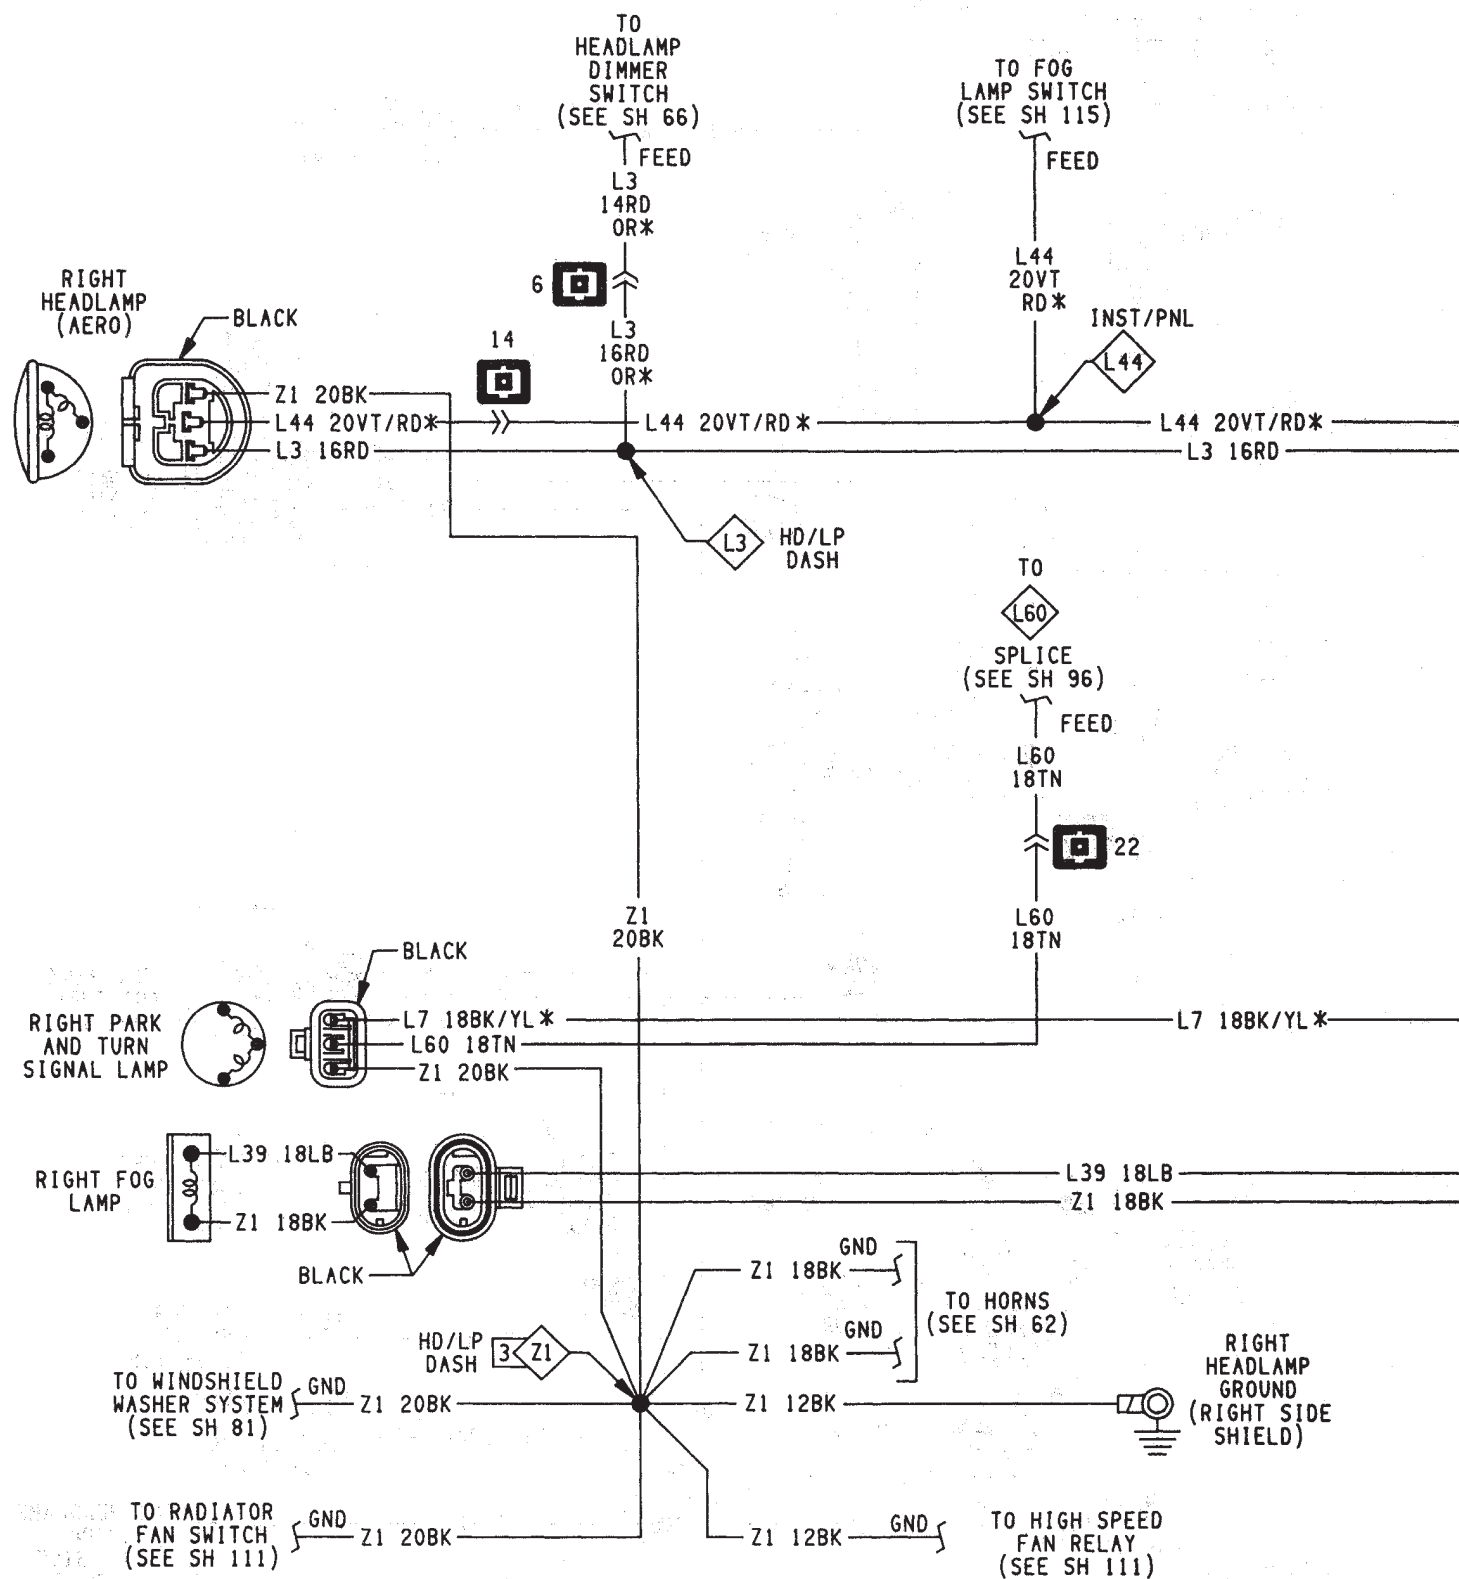 TO
HEADLAMP
DIMMER
SWITCH
(SEE SH 66)
FEED
L3
14RD
OR*
6
L3
16RD
OR*
TO FOG
LAMP SWITCH
(SEE SH 115)
FEED
L44
20VT
RD*
INST/PNL
L44
RIGHT
HEADLAMP
(AERO)
BLACK
14
Z1 20BK
L44 20VT/RD*
L44 20VT/RD*
L44 20VT/RD*
L3 16RD
L3 16RD
L3
HD/LP
DASH
TO
L60
SPLICE
(SEE SH 96)
FEED
L60
18TN
22
L60
18TN
Z1
20BK
BLACK
RIGHT PARK
AND TURN
SIGNAL LAMP
L7 18BK/YL*
L7 18BK/YL*
L60 18TN
Z1 20BK
RIGHT FOG
LAMP
L39 18LB
Z1 18BK
L39 18LB
Z1 18BK
BLACK
Z1 18BK
GND
Z1 18BK
GND
TO HORNS
(SEE SH 62)
HD/LP
DASH
3
Z1
TO WINDSHIELD
WASHER SYSTEM
(SEE SH 81)
GND
Z1 20BK
Z1 12BK
RIGHT
HEADLAMP
GROUND
(RIGHT SIDE
SHIELD)
TO RADIATOR
FAN SWITCH
(SEE SH 111)
GND
Z1 20BK
Z1 12BK
GND
TO HIGH SPEED
FAN RELAY
(SEE SH 111)